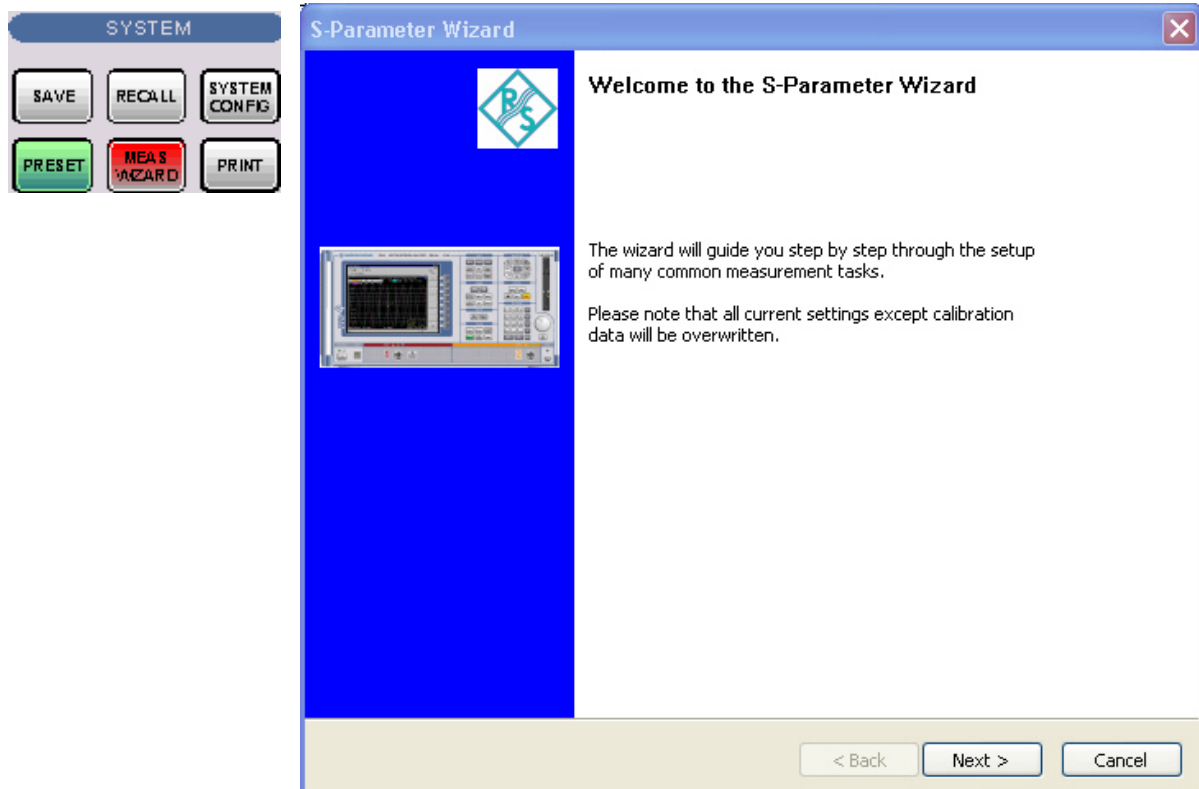 SYSTEM
SAVE
RECALL
SYSTEM
CONFIG
PRESET
MEAS
WIZARD
PRINT
S-Parameter Wizard
R
S
Welcome to the S-Parameter Wizard
The wizard will guide you step by step through the setup
of many common measurement tasks.
Please note that all current settings except calibration
data will be overwritten.
< Back
Next >
Cancel